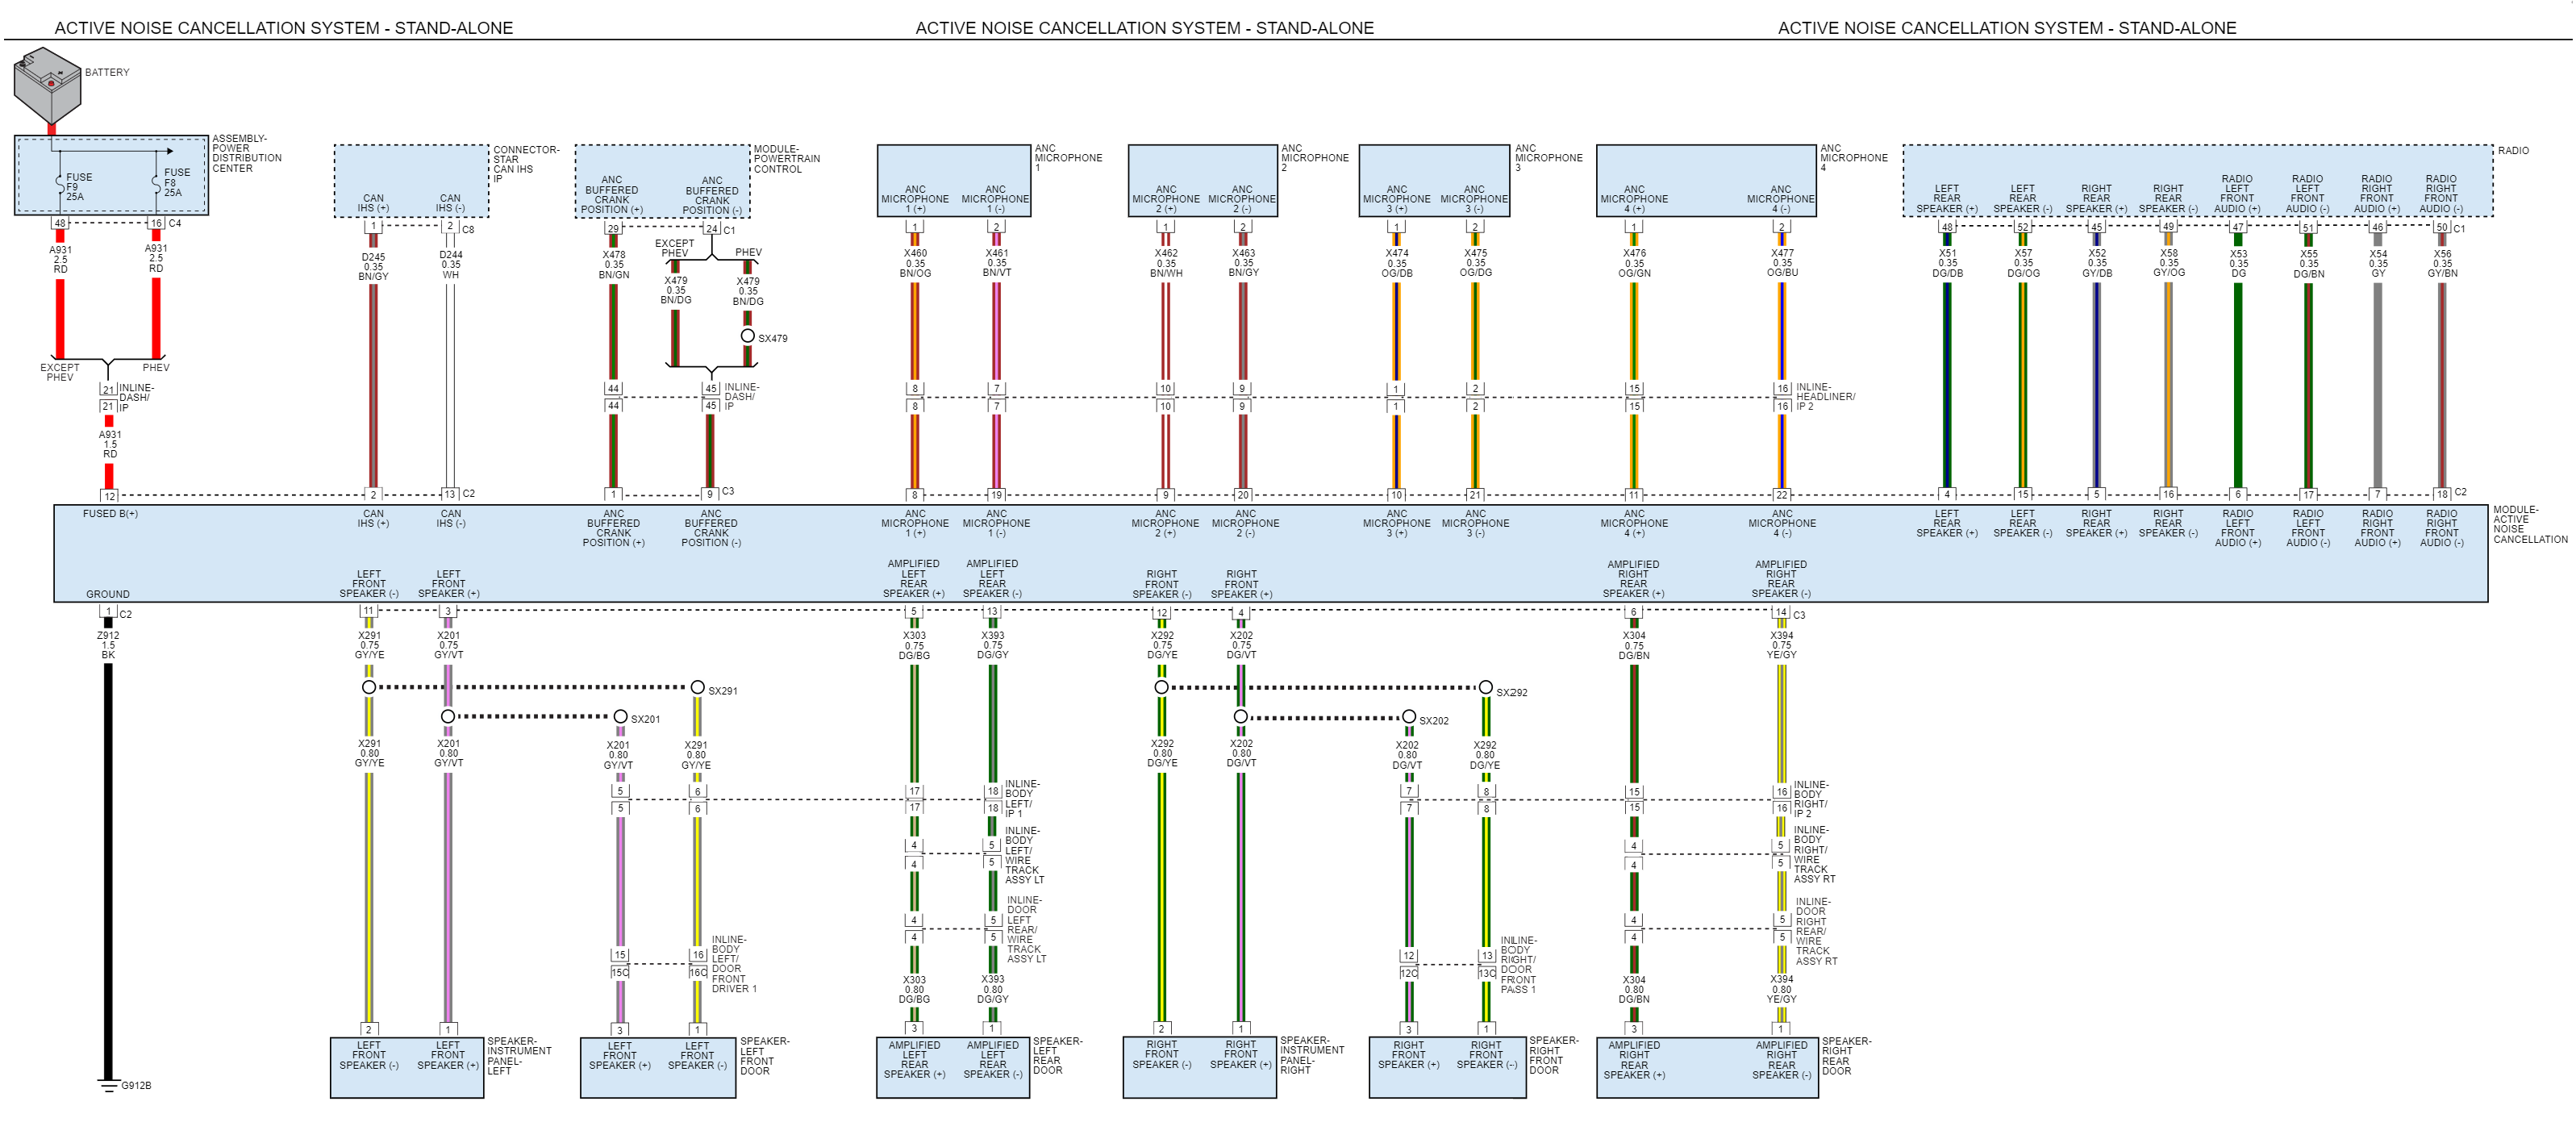 ACTIVE NOISE CANCELLATION SYSTEM - STAND-ALONE
ACTIVE NOISE CANCELLATION SYSTEM - STAND-ALONE
ACTIVE NOISE CANCELLATION SYSTEM - STAND-ALONE
BATTERY
ASSEMBLY-
POWER
DISTRIBUTION
CENTER
FUSE
F9
25A
FUSE
F8
25A
48
16
C4
A931
2.5
RD
A931
2.5
RD
EXCEPT
PHEV
PHEV
21
21
INLINE-
DASH/
IP
A931
1.5
RD
12
CONNECTOR-
STAR
CAN IHS
IP
CAN
IHS (+)
CAN
IHS (-)
1
2
C8
D245
0.35
BN/GY
D244
0.35
WH
2
13
C2
MODULE-
POWERTRAIN
CONTROL
ANC
BUFFERED
CRANK
POSITION (+)
ANC
BUFFERED
CRANK
POSITION (-)
29
24
C1
X478
0.35
BN/GN
EXCEPT
PHEV
PHEV
X479
0.35
BN/DG
X479
0.35
BN/DG
SX479
44
44
45
45
INLINE-
DASH/
IP
1
9
C3
ANC
MICROPHONE
1
ANC
MICROPHONE
1 (+)
ANC
MICROPHONE
1 (-)
1
2
X460
0.35
BN/OG
X461
0.35
BN/VT
8
8
7
7
8
19
ANC
MICROPHONE
2
ANC
MICROPHONE
2 (+)
ANC
MICROPHONE
2 (-)
1
2
X462
0.35
BN/WH
X463
0.35
BN/GY
10
10
9
9
9
20
ANC
MICROPHONE
3
ANC
MICROPHONE
3 (+)
ANC
MICROPHONE
3 (-)
1
2
X474
0.35
OG/DB
X475
0.35
OG/DG
1
1
2
2
10
21
ANC
MICROPHONE
4
ANC
MICROPHONE
4 (+)
ANC
MICROPHONE
4 (-)
1
2
X476
0.35
OG/GN
X477
0.35
OG/BU
15
15
16
16
INLINE-
HEADLINER/
IP 2
11
22
RADIO
LEFT
REAR
SPEAKER (+)
LEFT
REAR
SPEAKER (-)
RIGHT
REAR
SPEAKER (+)
RIGHT
REAR
SPEAKER (-)
RADIO
LEFT
FRONT
AUDIO (+)
RADIO
LEFT
FRONT
AUDIO (-)
RADIO
RIGHT
FRONT
AUDIO (+)
RADIO
RIGHT
FRONT
AUDIO (-)
48
52
45
49
47
51
46
50
C1
X51
0.35
DG/DB
X57
0.35
DG/OG
X52
0.35
GY/DB
X58
0.35
GY/OG
X53
0.35
DG
X55
0.35
DG/BN
X54
0.35
GY
X56
0.35
GY/BN
4
15
5
16
6
17
7
18
C2
MODULE-
ACTIVE
NOISE
CANCELLATION
FUSED B(+)
CAN
IHS (+)
CAN
IHS (-)
ANC
BUFFERED
CRANK
POSITION (+)
ANC
BUFFERED
CRANK
POSITION (-)
ANC
MICROPHONE
1 (+)
ANC
MICROPHONE
1 (-)
ANC
MICROPHONE
2 (+)
ANC
MICROPHONE
2 (-)
ANC
MICROPHONE
3 (+)
ANC
MICROPHONE
3 (-)
ANC
MICROPHONE
4 (+)
ANC
MICROPHONE
4 (-)
LEFT
REAR
SPEAKER (+)
LEFT
REAR
SPEAKER (-)
RIGHT
REAR
SPEAKER (+)
RIGHT
REAR
SPEAKER (-)
RADIO
LEFT
FRONT
AUDIO (+)
RADIO
LEFT
FRONT
AUDIO (-)
RADIO
RIGHT
FRONT
AUDIO (+)
RADIO
RIGHT
FRONT
AUDIO (-)
GROUND
LEFT
FRONT
SPEAKER (-)
LEFT
FRONT
SPEAKER (+)
AMPLIFIED
LEFT
REAR
SPEAKER (+)
AMPLIFIED
LEFT
REAR
SPEAKER (-)
RIGHT
FRONT
SPEAKER (-)
RIGHT
FRONT
SPEAKER (+)
AMPLIFIED
RIGHT
REAR
SPEAKER (+)
AMPLIFIED
RIGHT
REAR
SPEAKER (-)
1
C2
11
3
5
13
12
4
6
14
C3
Z912
1.5
BK
G912B
X291
0.75
GY/YE
X201
0.75
GY/VT
SX291
SX201
X291
0.80
GY/YE
X201
0.80
GY/VT
X201
0.80
GY/VT
X291
0.80
GY/YE
5
5
6
6
15
15C
16
16C
INLINE-
BODY
LEFT/
DOOR
FRONT
DRIVER 1
2
1
LEFT
FRONT
SPEAKER (-)
LEFT
FRONT
SPEAKER (+)
SPEAKER-
INSTRUMENT
PANEL-
LEFT
3
1
LEFT
FRONT
SPEAKER (+)
LEFT
FRONT
SPEAKER (-)
SPEAKER-
LEFT
FRONT
DOOR
X303
0.75
DG/BG
X393
0.75
DG/GY
17
17
18
18
INLINE-
BODY
LEFT/
IP 1
4
4
5
5
INLINE-
BODY
LEFT/
WIRE
TRACK
ASSY LT
4
4
5
5
INLINE-
DOOR
LEFT
REAR/
WIRE
TRACK
ASSY LT
X303
0.80
DG/BG
X393
0.80
DG/GY
3
1
AMPLIFIED
LEFT
REAR
SPEAKER (+)
AMPLIFIED
LEFT
REAR
SPEAKER (-)
SPEAKER-
LEFT
REAR
DOOR
X292
0.75
DG/YE
X202
0.75
DG/VT
SX292
SX202
X292
0.80
DG/YE
X202
0.80
DG/VT
X202
0.80
DG/VT
X292
0.80
DG/YE
7
7
8
8
12
12C
13
13C
INLINE-
BODY
RIGHT/
DOOR
FRONT
PASS 1
2
1
RIGHT
FRONT
SPEAKER (-)
RIGHT
FRONT
SPEAKER (+)
SPEAKER-
INSTRUMENT
PANEL-
RIGHT
3
1
RIGHT
FRONT
SPEAKER (+)
RIGHT
FRONT
SPEAKER (-)
SPEAKER-
RIGHT
FRONT
DOOR
X304
0.75
DG/BN
X394
0.75
YE/GY
15
15
16
16
INLINE-
BODY
RIGHT/
IP 2
4
4
5
5
INLINE-
BODY
RIGHT/
WIRE
TRACK
ASSY RT
4
4
5
5
INLINE-
DOOR
RIGHT
REAR/
WIRE
TRACK
ASSY RT
X304
0.80
DG/BN
X394
0.80
YE/GY
3
1
AMPLIFIED
RIGHT
REAR
SPEAKER (+)
AMPLIFIED
RIGHT
REAR
SPEAKER (-)
SPEAKER-
RIGHT
REAR
DOOR